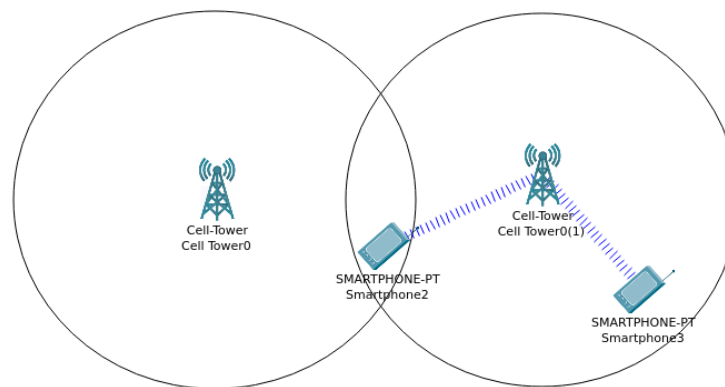 Cell-Tower
Cell Tower0
Cell-Tower
Cell Tower0(1)
SMARTPHONE-PT
Smartphone2
SMARTPHONE-PT
Smartphone3